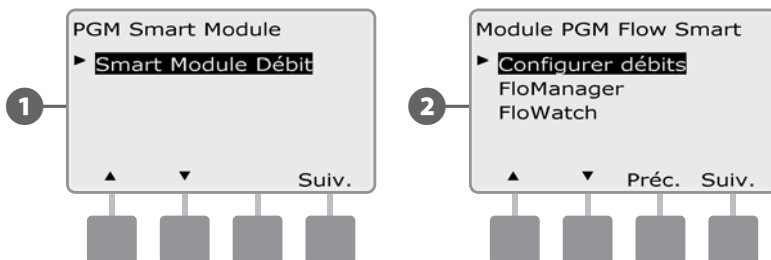 PGM Smart Module
► Smart Module Débit
1
▲ ▼ Suiv.
Module PGM Flow Smart
► Configurer débits
FloManager
FloWatch
2
▲ ▼ Préc. Suiv.